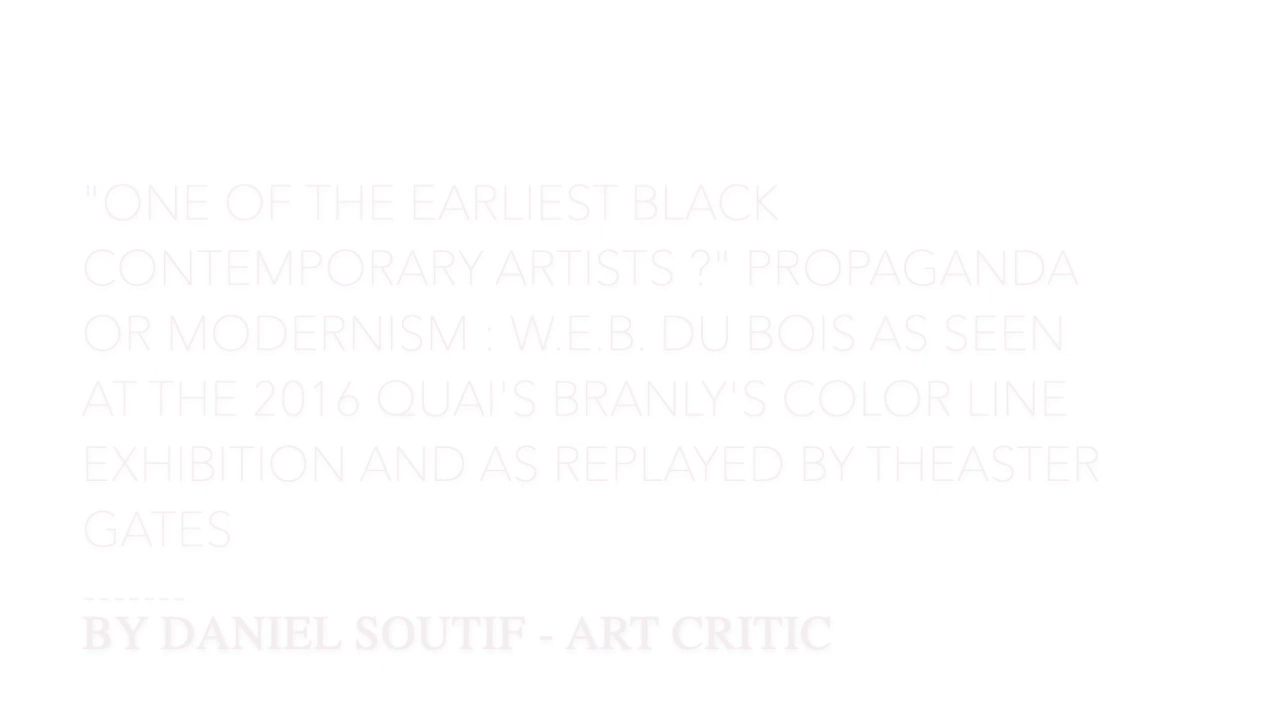 "ONE OF THE EARLIEST BLACK
CONTEMPORARY ARTISTS ?" PROPAGANDA
OR MODERNISM : W.E.B. DU BOIS AS SEEN
AT THE 2016 QUAI'S BRANLY'S COLOR LINE
EXHIBITION AND AS REPLAYED BY THEASTER
GATES
-------
BY DANIEL SOUTIF - ART CRITIC